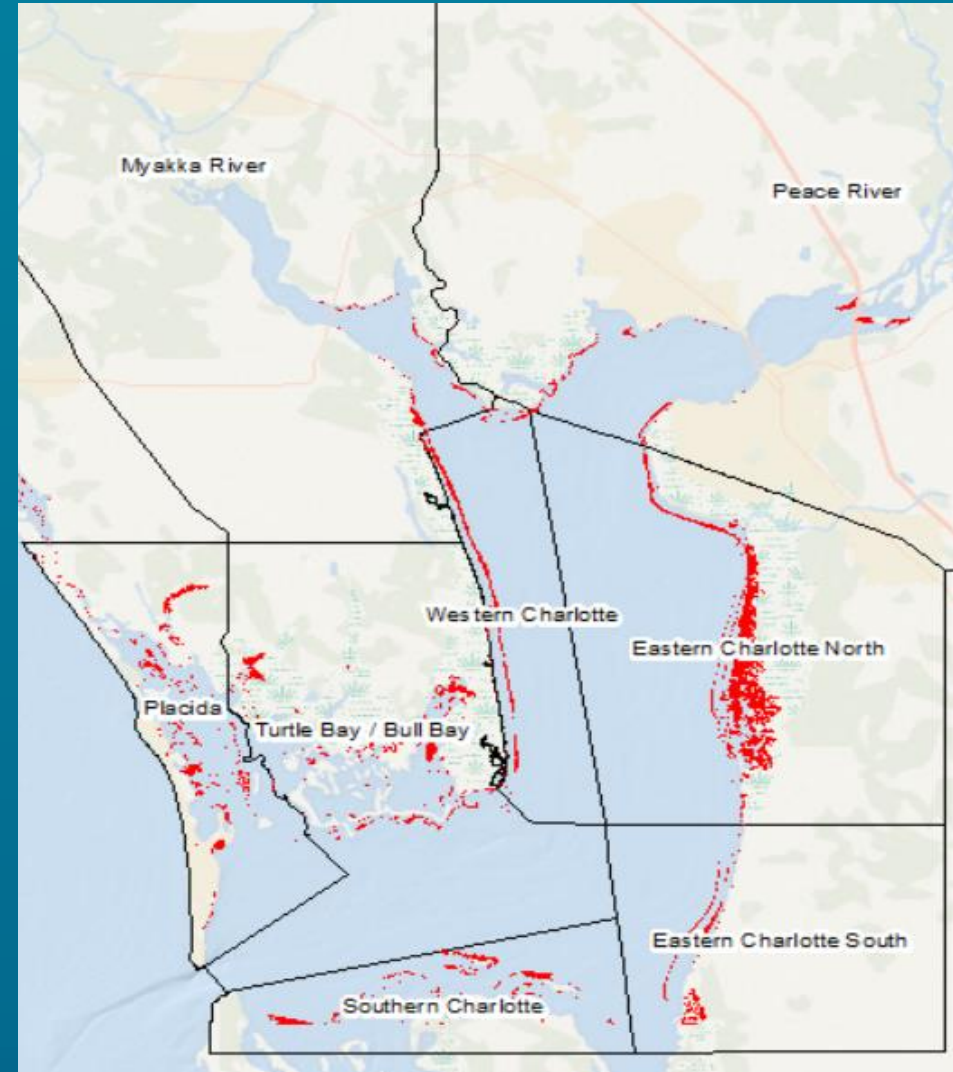 Myakka River
Peace River
Western Charlotte
Eastern Charlotte North
Placida
Turtle Bay / Bull Bay
Eastern Charlotte South
Southern Charlotte